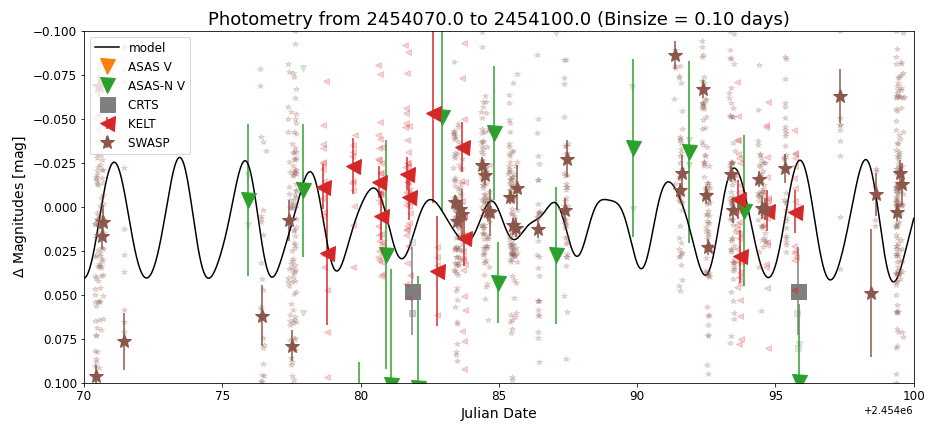 Photometry from 2454070.0 to 2454100.0 (Binsize = 0.10 days)
−0.100
−0.075
−0.050
−0.025
0.000
0.025
0.050
0.075
0.100
Δ Magnitudes [mag]
model
ASAS V
ASAS-N V
CRTS
KELT
SWASP
70
75
80
85
90
95
100
Julian Date
+2.454e6